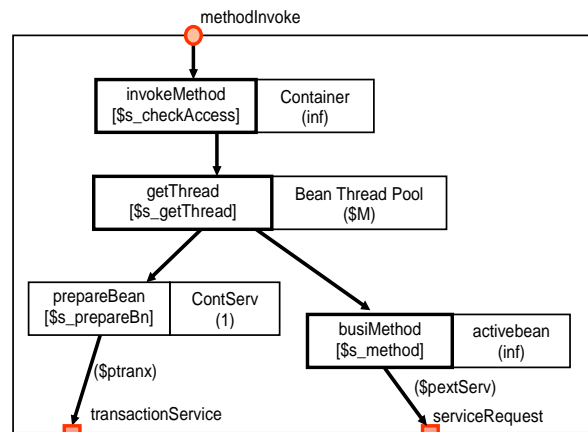 methodInvoke
invokeMethod
[$s_checkAccess]
Container
(inf)
getThread
[$s_getThread]
Bean Thread Pool
($M)
prepareBean
[$s_prepareBn]
ContServ
(1)
busiMethod
[$s_method]
activebean
(inf)
($ptranx)
($pextServ)
transactionService
serviceRequest